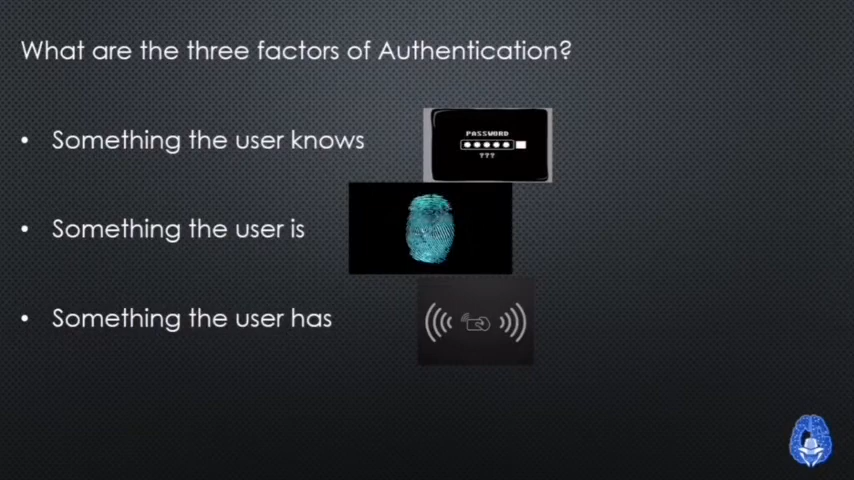 What are the three factors of Authentication?
• Something the user knows
PASSWORD
???
• Something the user is
• Something the user has